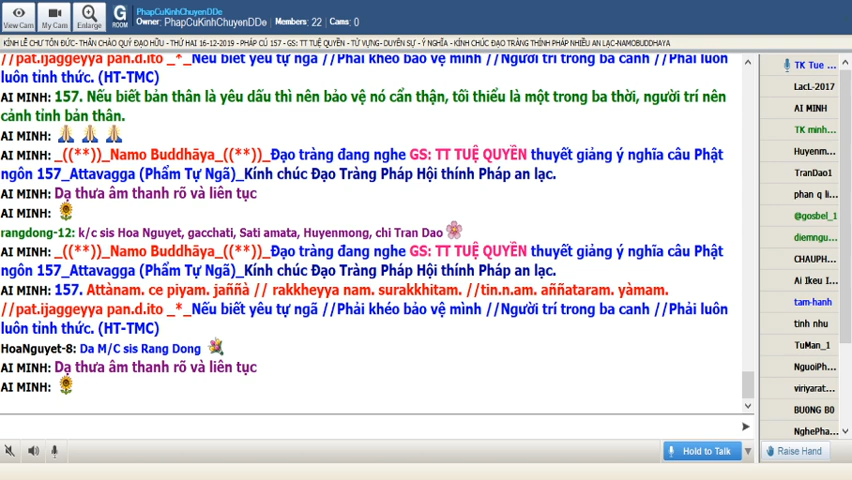 View Cam
My Cam
Enlarge
G
ROOM
PhapCuKinhChuyenDDe
Owner: PhapCuKinhChuyenDDe Members: 22 Cams: 0
KÍNH LỄ CHƯ TÔN ĐỨC- THÂN CHÀO QUÝ ĐẠO HỮU - THỨ HAI 16-12-2019 - PHÁP CÚ 157 - GS: TT TUỆ QUYỀN - TỪ VỰNG- DUYÊN SỰ - Ý NGHĨA - KÍNH CHÚC ĐẠO TRÀNG THÍNH PHÁP NHIỀU AN LẠC-NAMOBUDDHAYA
//pat.ijaggeyya pan.d.ito _*_Nếu biết yêu tự ngã //Phải khéo bảo vệ mình //Người trí trong ba canh //Phải luôn
luôn tỉnh thức. (HT-TMC)
AI MINH: 157. Nếu biết bản thân là yêu dấu thì nên bảo vệ nó cẩn thận, tối thiểu là một trong ba thời, người trí nên
cảnh tỉnh bản thân.
AI MINH:
AI MINH: _((**))_Namo Buddhāya_((**))_Đạo tràng đang nghe GS: TT TUỆ QUYỀN thuyết giảng ý nghĩa câu Phật
ngôn 157_Attavagga (Phẩm Tự Ngã)_Kính chúc Đạo Tràng Pháp Hội thính Pháp an lạc.
AI MINH: Dạ thưa âm thanh rõ và liên tục
AI MINH:
rangdong-12: k/c sis Hoa Nguyet, gacchati, Sati amata, Huyenmong, chi Tran Dao
AI MINH: _((**))_Namo Buddhāya_((**))_Đạo tràng đang nghe GS: TT TUỆ QUYỀN thuyết giảng ý nghĩa câu Phật
ngôn 157_Attavagga (Phẩm Tự Ngã)_Kính chúc Đạo Tràng Pháp Hội thính Pháp an lạc.
AI MINH: 157. Attànam. ce piyam. jaññà // rakkheyya nam. surakkhitam. //tin.n.am. aññataram. yàmam.
//pat.ijaggeyya pan.d.ito _*_Nếu biết yêu tự ngã //Phải khéo bảo vệ mình //Người trí trong ba canh //Phải luôn
luôn tỉnh thức. (HT-TMC)
HoaNguyet-8: Da M/C sis Rang Dong
AI MINH: Dạ thưa âm thanh rõ và liên tục
AI MINH:
Hold to Talk
TK Tue ...
LacL-2017
AI MINH
TK minh...
Huyenm...
TranDao1
phan q li...
@gosbel_1
diemngu...
CHAUPH...
Ai Ikeu I...
tam-hanh
tinh nhu
TuMan_1
NguoiPh...
viriyarat...
BUONG B0
NghePha...
Raise Hand